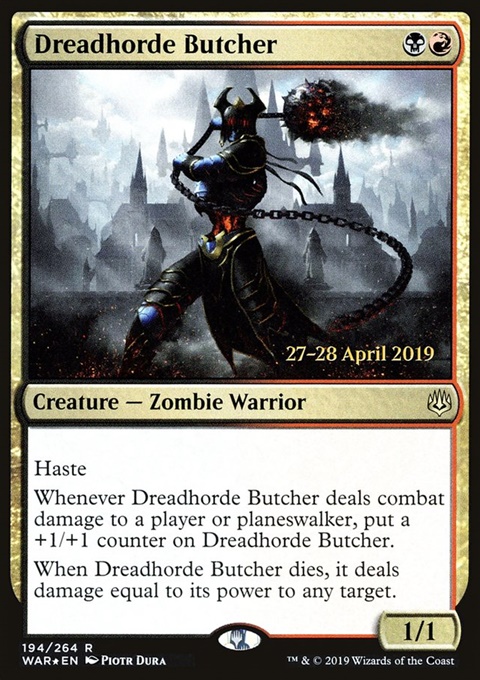 Dreadhorde Butcher
27–28 April 2019
Creature — Zombie Warrior
Haste
Whenever Dreadhorde Butcher deals combat
damage to a player or planeswalker, put a
+1/+1 counter on Dreadhorde Butcher.
When Dreadhorde Butcher dies, it deals
damage equal to its power to any target.
1/1
194/264 R
WAR★EN Piotr Dura
™ & © 2019 Wizards of the Coast